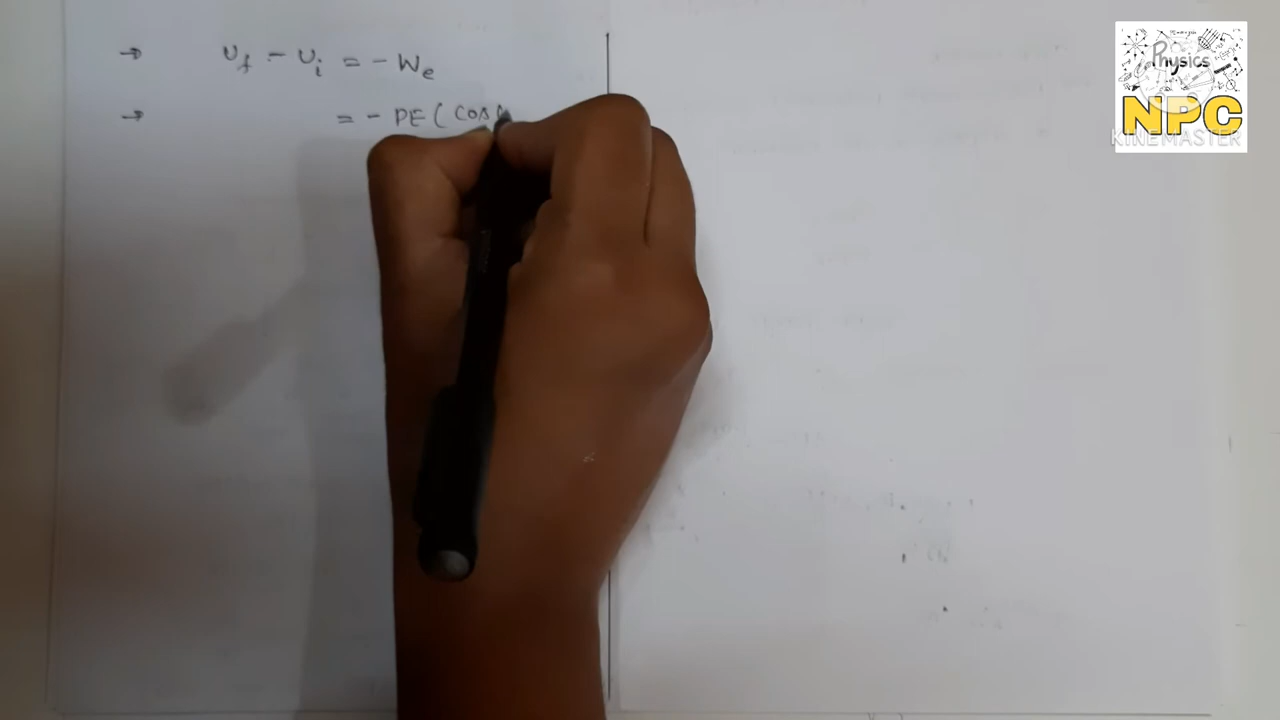 → U_f - U_i = - W_e
→ = - PE ( cos
Physics
NPC
KINEMASTER